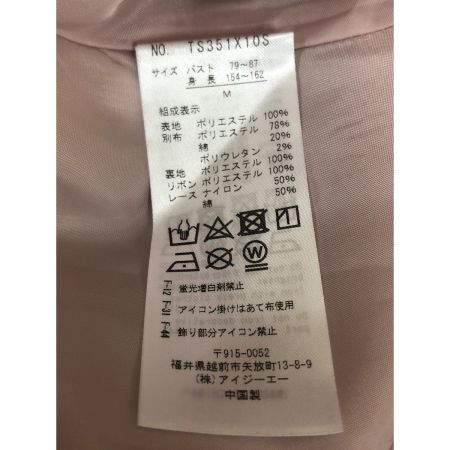 NO. TS351X10S
サイズ バスト 79～87
身 長 154～162
M
組成表示
表地 ポリエステル 100%
別布 ポリエステル 78%
綿 20%
ポリウレタン 2%
裏地 ポリエステル 100%
リボン ポリエステル 100%
レース ナイロン 50%
綿 50%
W
F-12 F-31 F-44
蛍光増白剤禁止
アイロン掛けはあて布使用
飾り部分アイロン禁止
〒915-0052
福井県越前市矢放町13-8-9
(株) アイジーエー
中国製